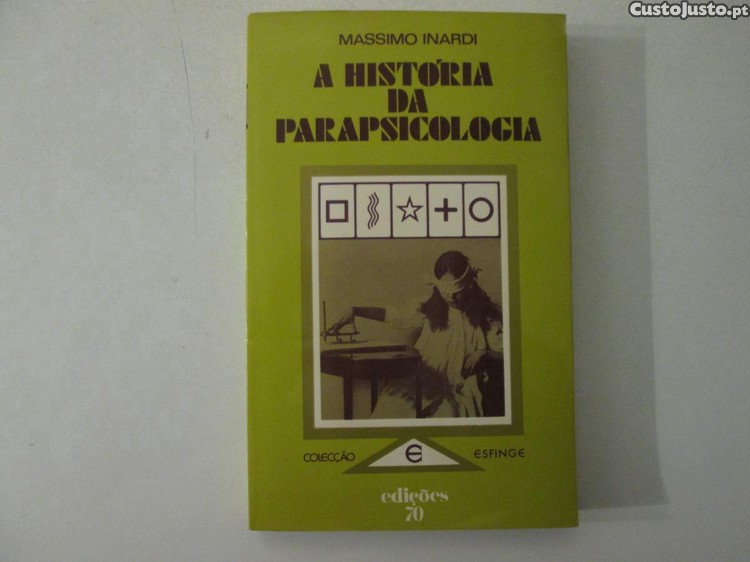 CustoJusto.pt
MASSIMO INARDI
A HISTÓRIA
DA
PARAPSICOLOGIA
COLECÇÃO E ESFINGE
edições
70